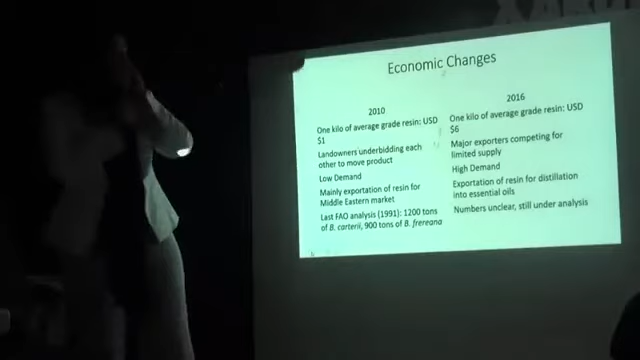 Economic Changes
2010
One kilo of average grade resin: USD
$1
Landowners underbidding each
other to move product
Low Demand
Mainly exportation of resin for
Middle Eastern market
Last FAO analysis (1991): 1200 tons
of B. carterii, 900 tons of B. frereana
2016
One kilo of average grade resin: USD
$6
Major exporters competing for
limited supply
High Demand
Exportation of resin for distillation
into essential oils
Numbers unclear, still under analysis